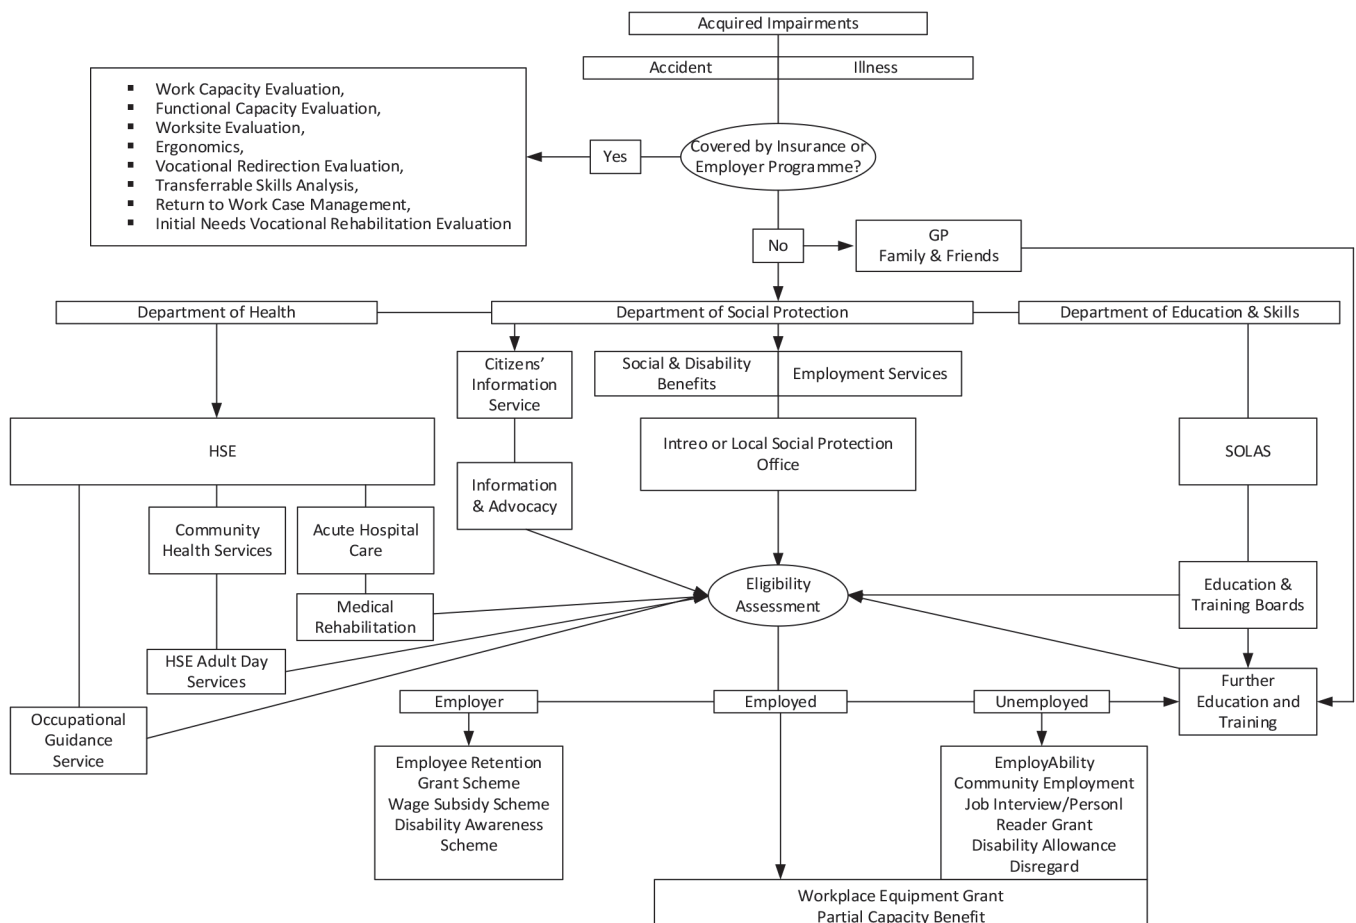 Acquired Impairments
Accident
Illness
▪ Work Capacity Evaluation,
▪ Functional Capacity Evaluation,
▪ Worksite Evaluation,
▪ Ergonomics,
▪ Vocational Redirection Evaluation,
▪ Transferrable Skills Analysis,
▪ Return to Work Case Management,
▪ Initial Needs Vocational Rehabilitation Evaluation
Yes
Covered by Insurance or
Employer Programme?
No
GP
Family & Friends
Department of Health
Department of Social Protection
Department of Education & Skills
Citizens’
Information
Service
Social & Disability
Benefits
Employment Services
HSE
Intreo or Local Social Protection
Office
SOLAS
Information
& Advocacy
Community
Health Services
Acute Hospital
Care
Eligibility
Assessment
Education &
Training Boards
Medical
Rehabilitation
HSE Adult Day
Services
Occupational
Guidance
Service
Employer
Employed
Unemployed
Further
Education and
Training
Employee Retention
Grant Scheme
Wage Subsidy Scheme
Disability Awareness
Scheme
EmployAbility
Community Employment
Job Interview/Personl
Reader Grant
Disability Allowance
Disregard
Workplace Equipment Grant
Partial Capacity Benefit